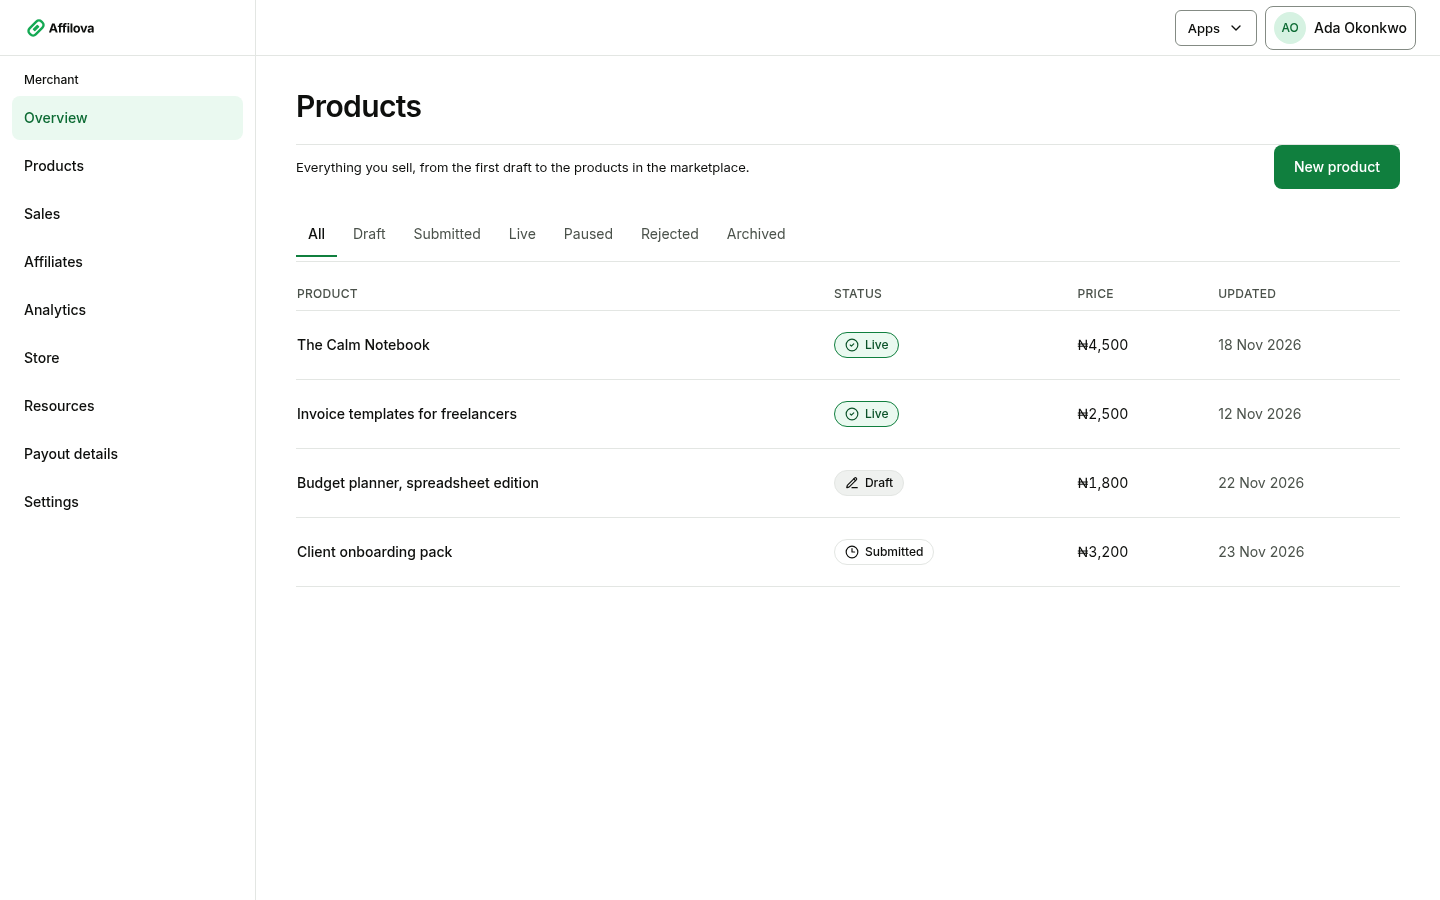 Affilova
Apps
AO
Ada Okonkwo
Merchant
Overview
Products
Sales
Affiliates
Analytics
Store
Resources
Payout details
Settings
Products
Everything you sell, from the first draft to the products in the marketplace.
New product
All Draft Submitted Live Paused Rejected Archived
PRODUCT STATUS PRICE UPDATED
The Calm Notebook Live ₦4,500 18 Nov 2026
Invoice templates for freelancers Live ₦2,500 12 Nov 2026
Budget planner, spreadsheet edition Draft ₦1,800 22 Nov 2026
Client onboarding pack Submitted ₦3,200 23 Nov 2026